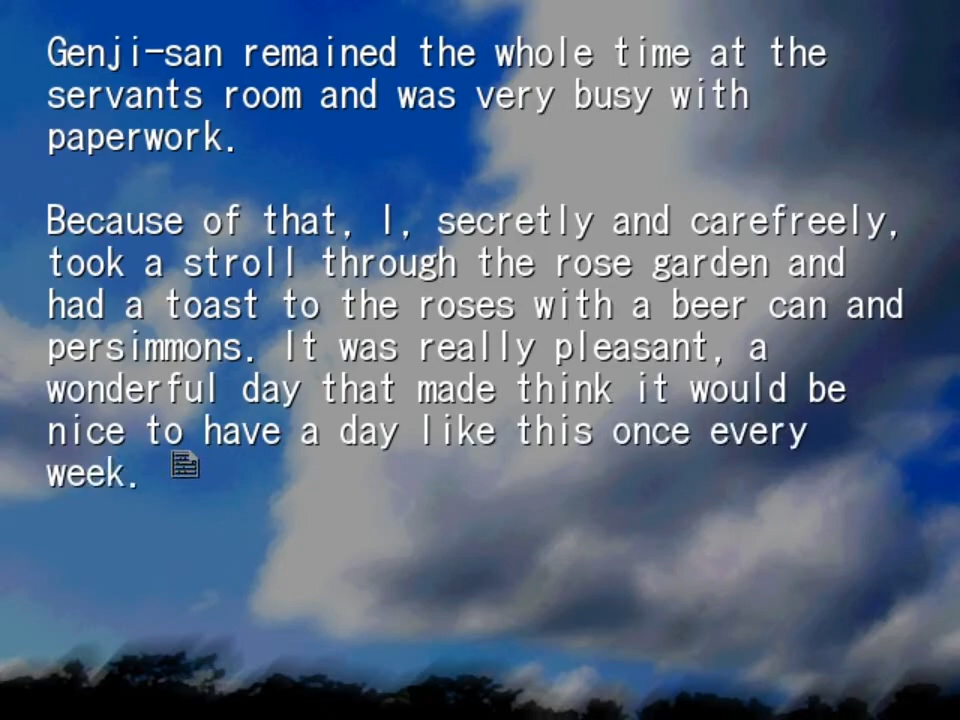 Genji-san remained the whole time at the
servants room and was very busy with
paperwork.
Because of that, I, secretly and carefreely,
took a stroll through the rose garden and
had a toast to the roses with a beer can and
persimmons. It was really pleasant, a
wonderful day that made think it would be
nice to have a day like this once every
week.